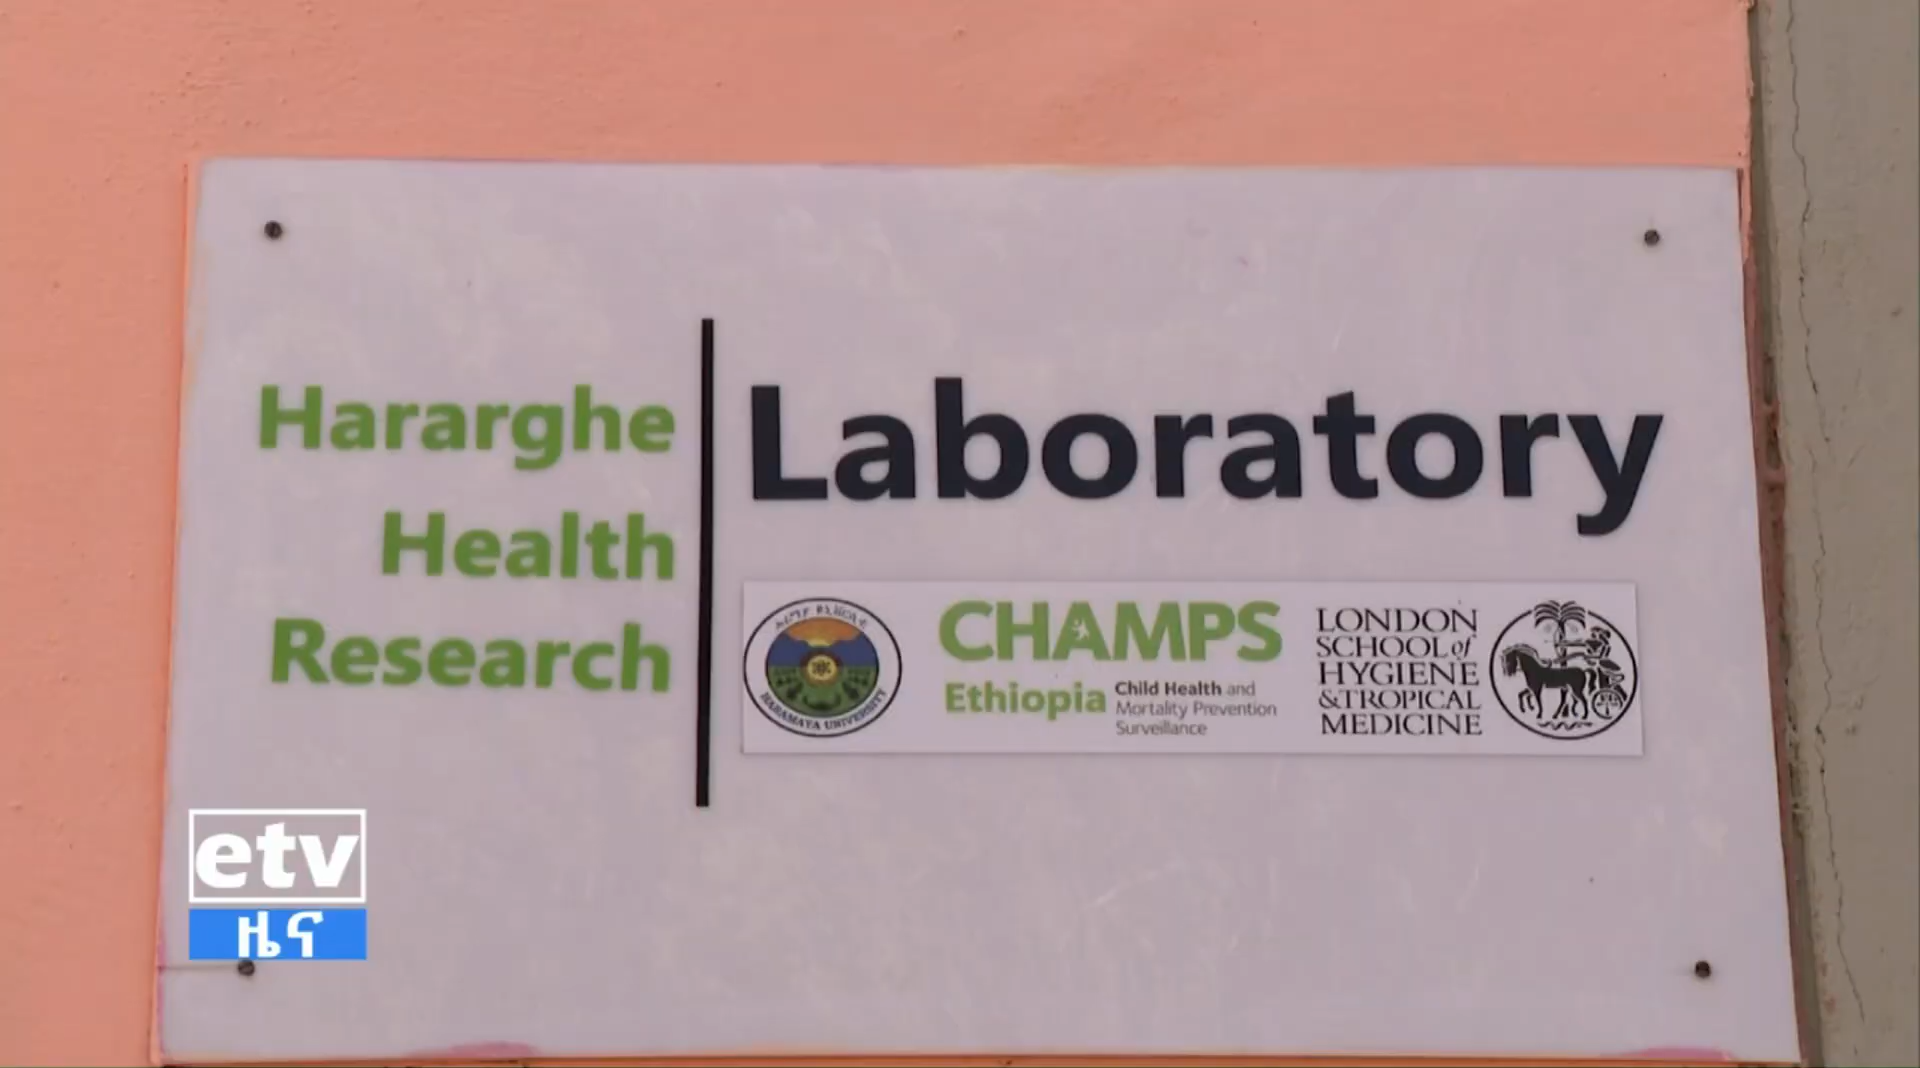 Hararghe
Health
Research
Laboratory
HARAMAYA UNIVERSITY
CHAMPS
Ethiopia
Child Health and
Mortality Prevention
Surveillance
LONDON
SCHOOL of
HYGIENE
& TROPICAL
MEDICINE
etv
ዜና